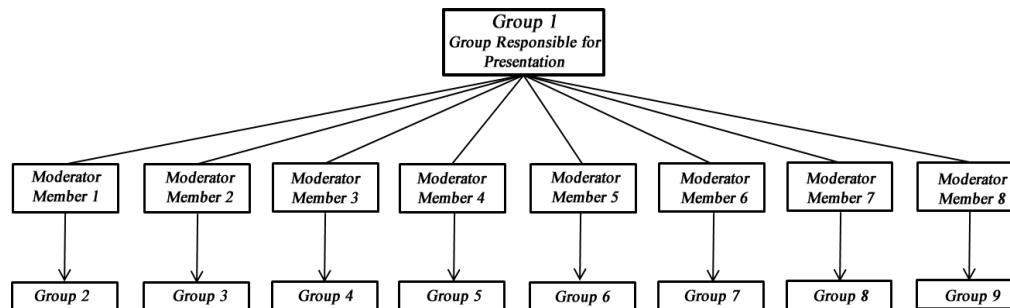 Group 1
Group Responsible for
Presentation
Moderator
Member 1
Moderator
Member 2
Moderator
Member 3
Moderator
Member 4
Moderator
Member 5
Moderator
Member 6
Moderator
Member 7
Moderator
Member 8
Group 2
Group 3
Group 4
Group 5
Group 6
Group 7
Group 8
Group 9